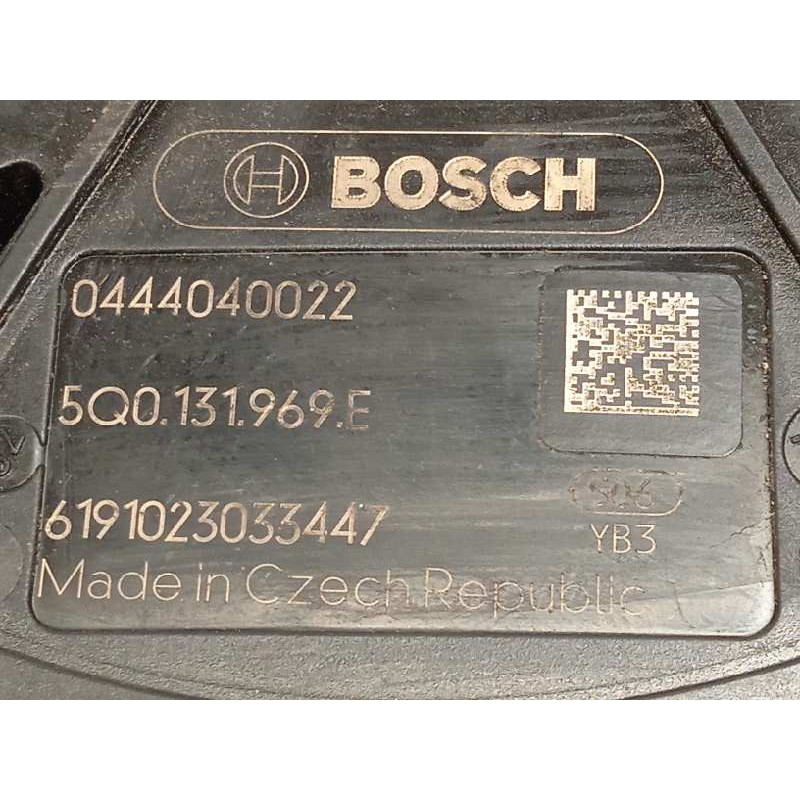 BOSCH
0444040022
5Q0.131.969.E
6191023033447
YB3
Made in Czech Republic